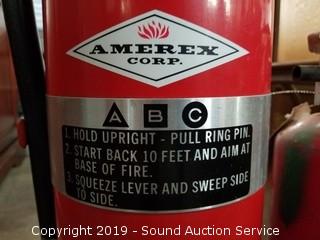 AMEREX
CORP.
A B C
1. HOLD UPRIGHT - PULL RING PIN.
2. START BACK 10 FEET AND AIM AT
BASE OF FIRE.
3. SQUEEZE LEVER AND SWEEP SIDE
TO SIDE.
Copyright 2019 - Sound Auction Service